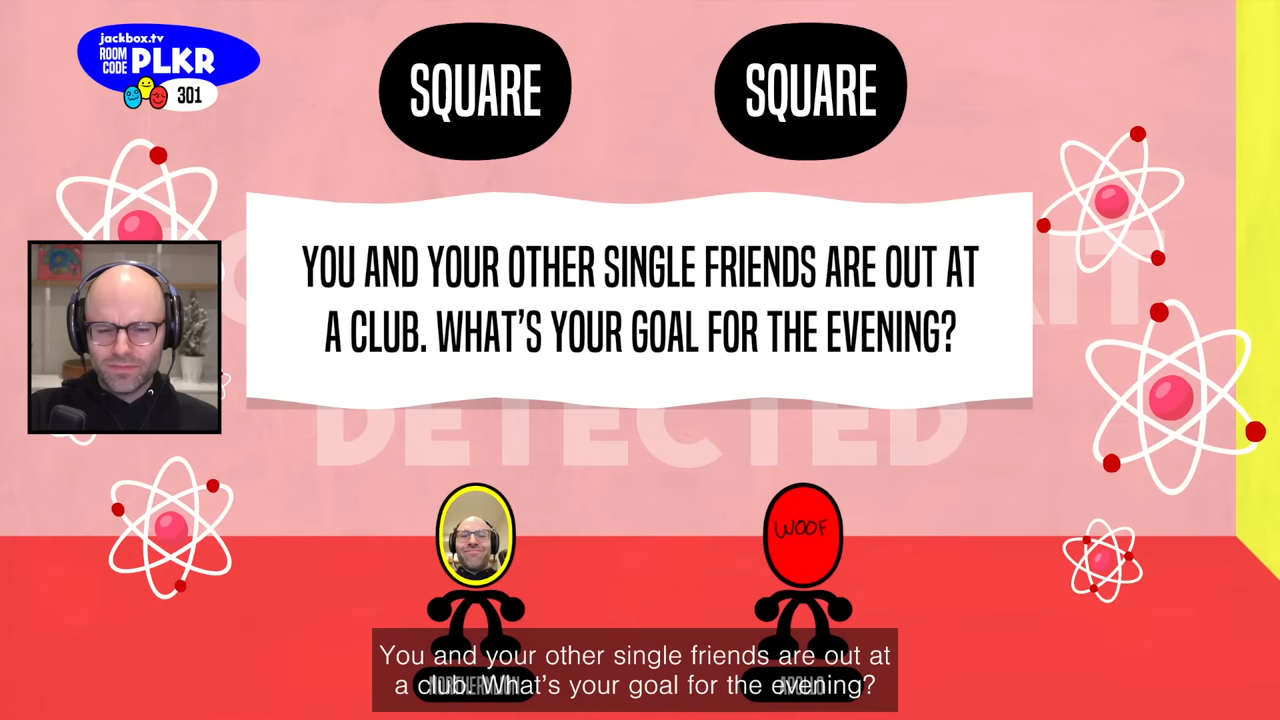 jackbox.tv
ROOM CODE PLKR
301
SQUARE
SQUARE
YOU AND YOUR OTHER SINGLE FRIENDS ARE OUT AT
A CLUB. WHAT'S YOUR GOAL FOR THE EVENING?
DETECTED
WOOF
You and your other single friends are out at
a club. What's your goal for the evening?